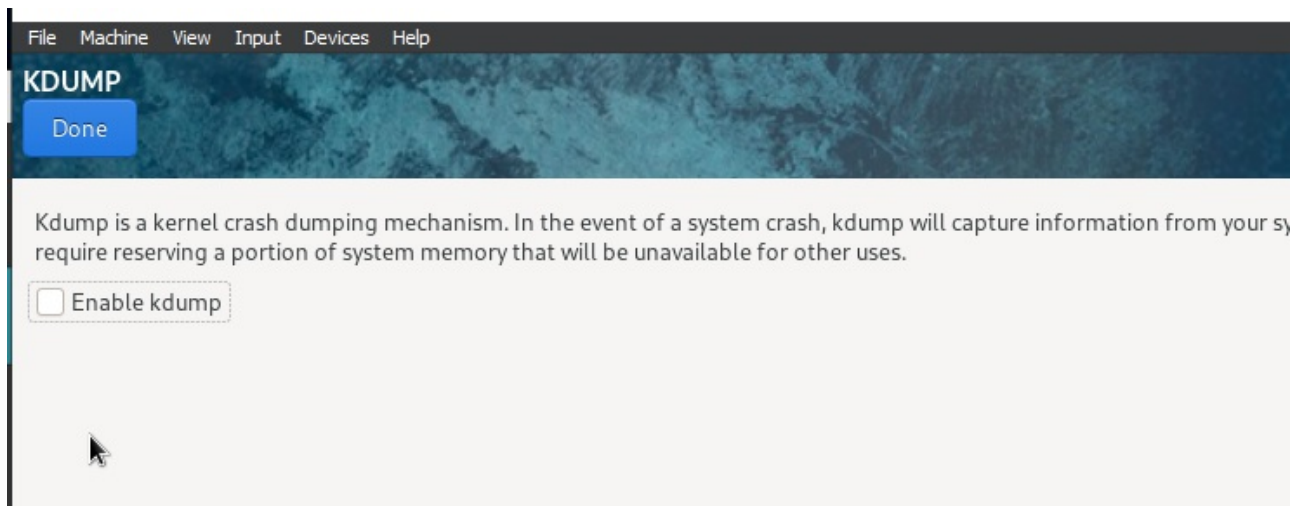 File Machine View Input Devices Help
KDUMP
Done
Kdump is a kernel crash dumping mechanism. In the event of a system crash, kdump will capture information from your sy
require reserving a portion of system memory that will be unavailable for other uses.
Enable kdump